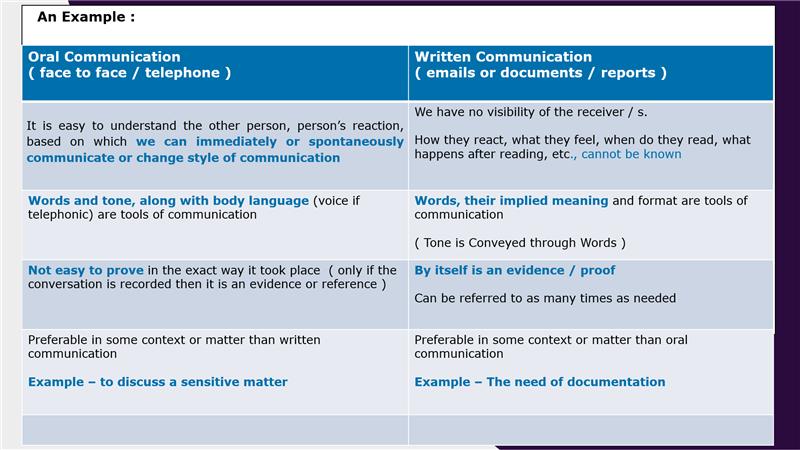 An Example :
Oral Communication
( face to face / telephone )
Written Communication
( emails or documents / reports )
It is easy to understand the other person, person's reaction,
based on which we can immediately or spontaneously
communicate or change style of communication
We have no visibility of the receiver / s.
How they react, what they feel, when do they read, what
happens after reading, etc., cannot be known
Words and tone, along with body language (voice if
telephonic) are tools of communication
Words, their implied meaning and format are tools of
communication
( Tone is Conveyed through Words )
Not easy to prove in the exact way it took place ( only if the
conversation is recorded then it is an evidence or reference )
By itself is an evidence / proof
Can be referred to as many times as needed
Preferable in some context or matter than written
communication
Example – to discuss a sensitive matter
Preferable in some context or matter than oral
communication
Example – The need of documentation